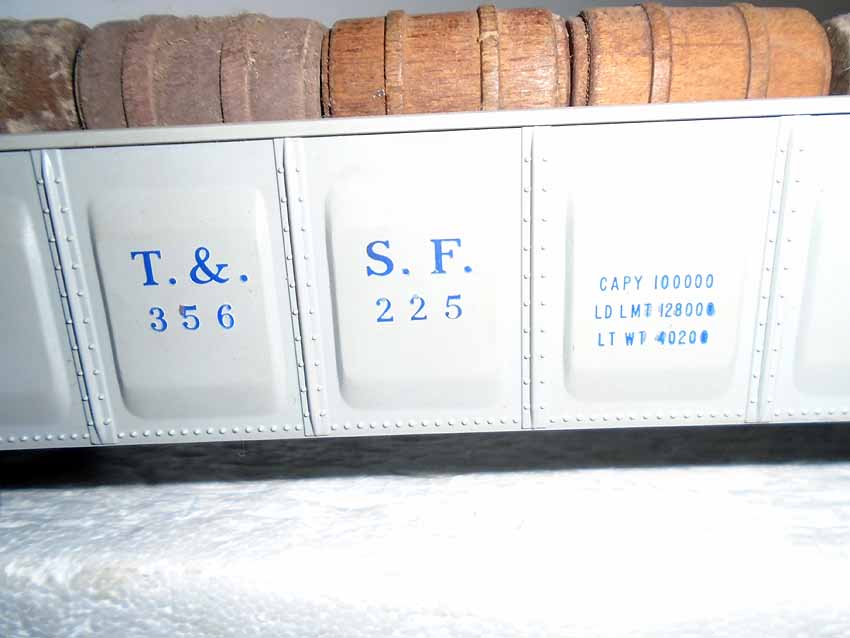 T. &.
356
S. F.
225
CAPY 100000
LD LMT 128000
LT WT 40200